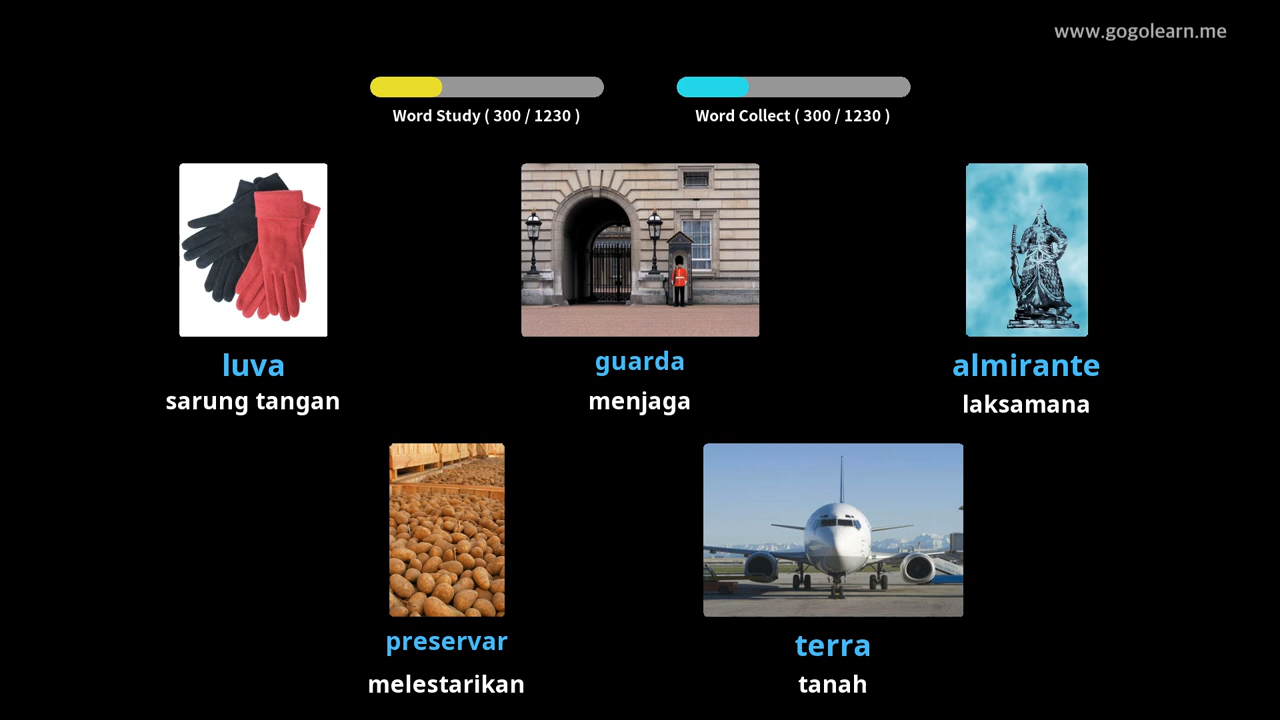 www.gogolearn.me
Word Study ( 300 / 1230 )
Word Collect ( 300 / 1230 )
luva
sarung tangan
guarda
menjaga
almirante
laksamana
preservar
melestarikan
terra
tanah